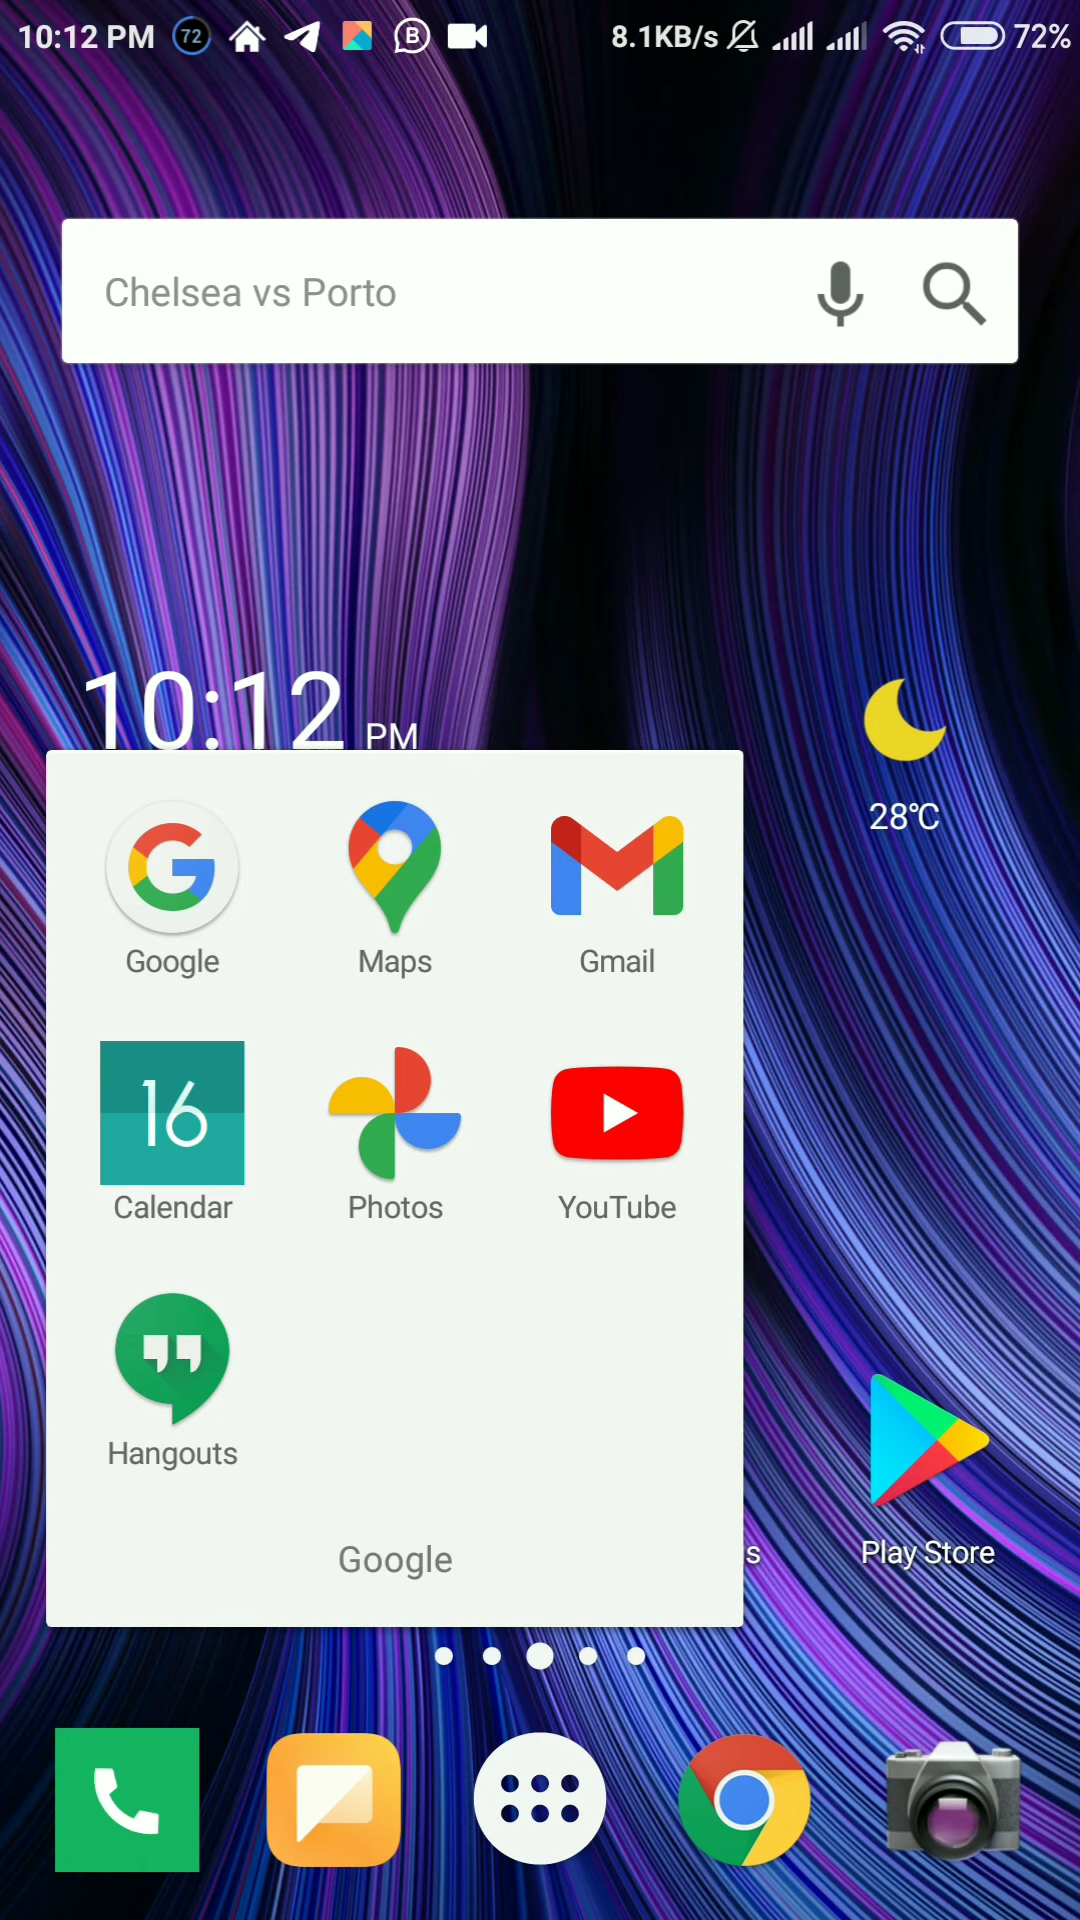 10:12 PM 72 B 8.1KB/s 72%
Chelsea vs Porto
10:12 PM
28℃
Google Maps Gmail
16
Calendar Photos YouTube
Hangouts
Google
s Play Store